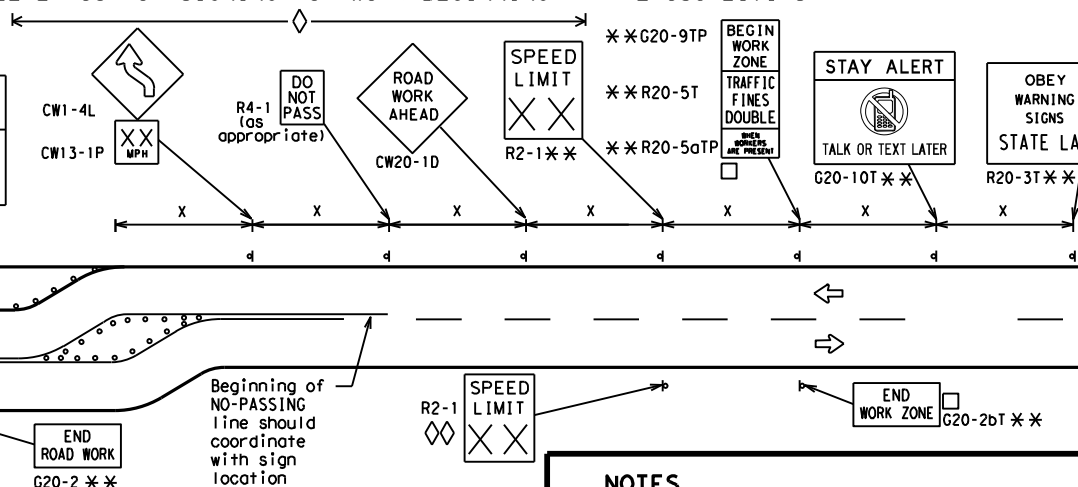 CW1-4L
XX
MPH
CW13-1P
R4-1
(as
appropriate)
DO
NOT
PASS
ROAD
WORK
AHEAD
CW20-1D
SPEED
LIMIT
XX
R2-1**
**G20-9TP
**R20-5T
**R20-5aTP
BEGIN
WORK
ZONE
TRAFFIC
FINES
DOUBLE
WHEN
WORKERS
ARE PRESENT
STAY ALERT
TALK OR TEXT LATER
G20-10T **
OBEY
WARNING
SIGNS
STATE LA
R20-3T **
X X X X X X X
Beginning of
NO-PASSING
line should
coordinate
with sign
location
R2-1
SPEED
LIMIT
XX
END
WORK ZONE
G20-2bT **
END
ROAD WORK
G20-2 **
NOTES